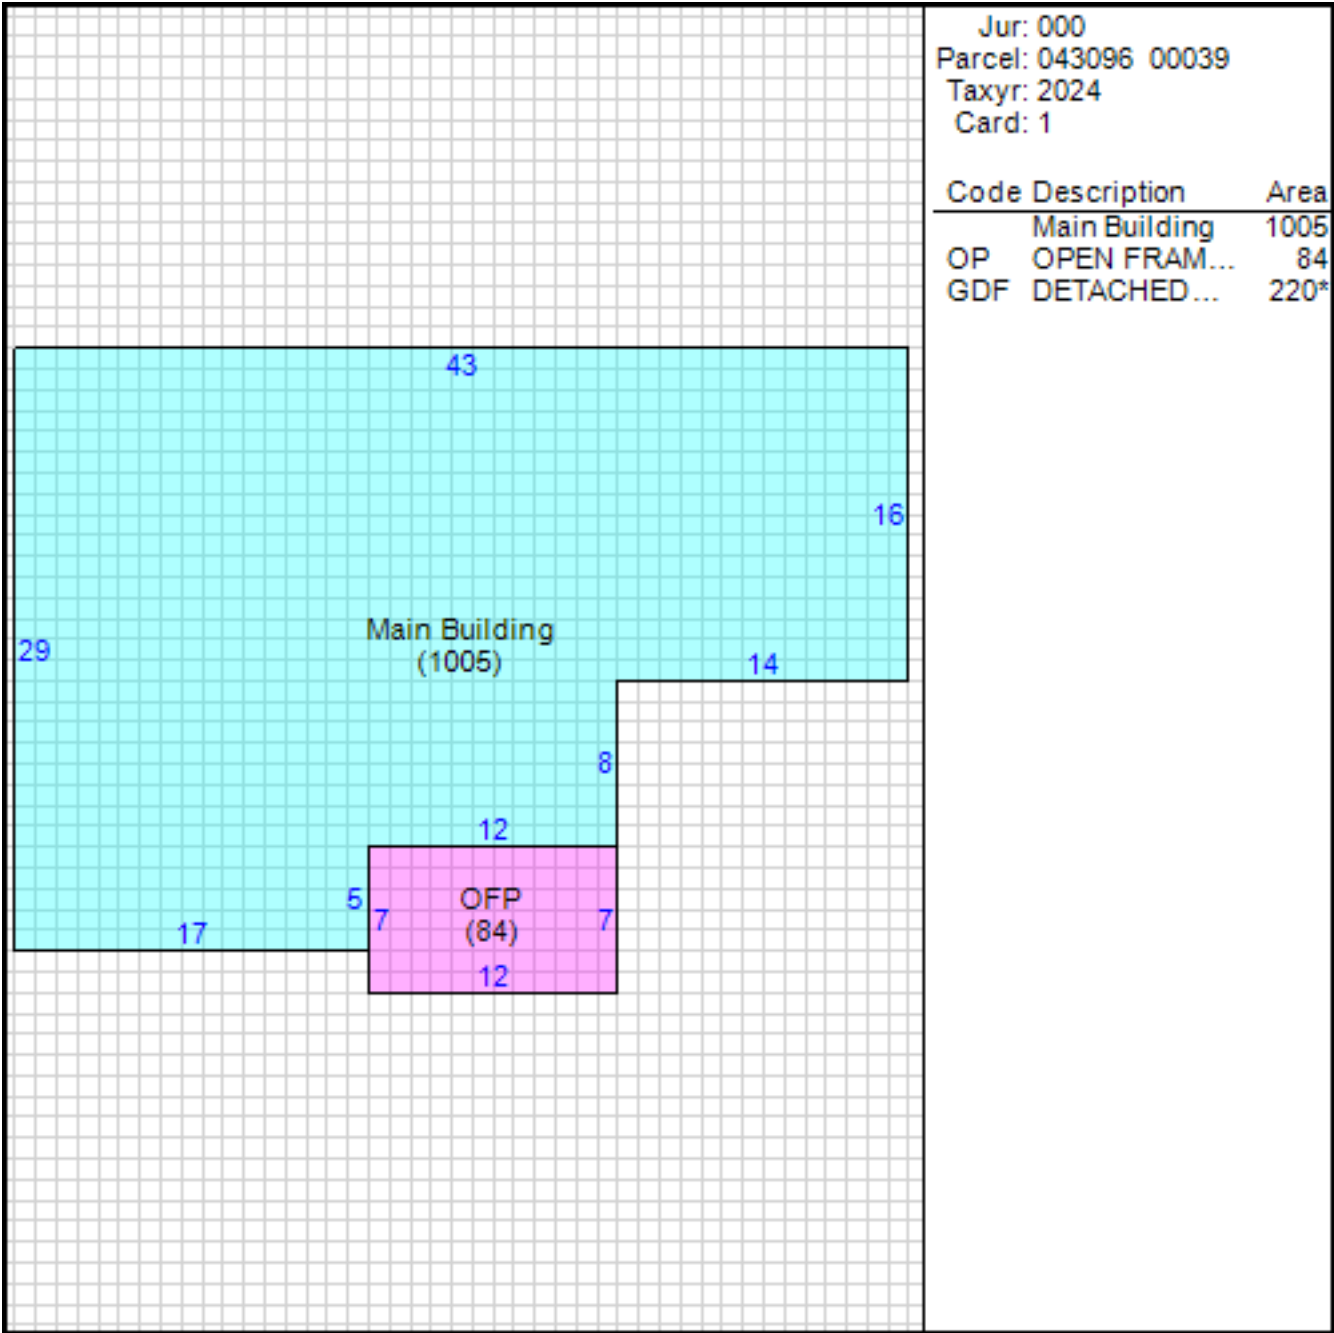 Jur: 000
Parcel: 043096 00039
Taxyr: 2024
Card: 1
Code Description Area
Main Building 1005
OP OPEN FRAM... 84
GDF DETACHED... 220*
43
16
29
Main Building
(1005)
14
8
12
5
7
OFP
(84)
7
17
12